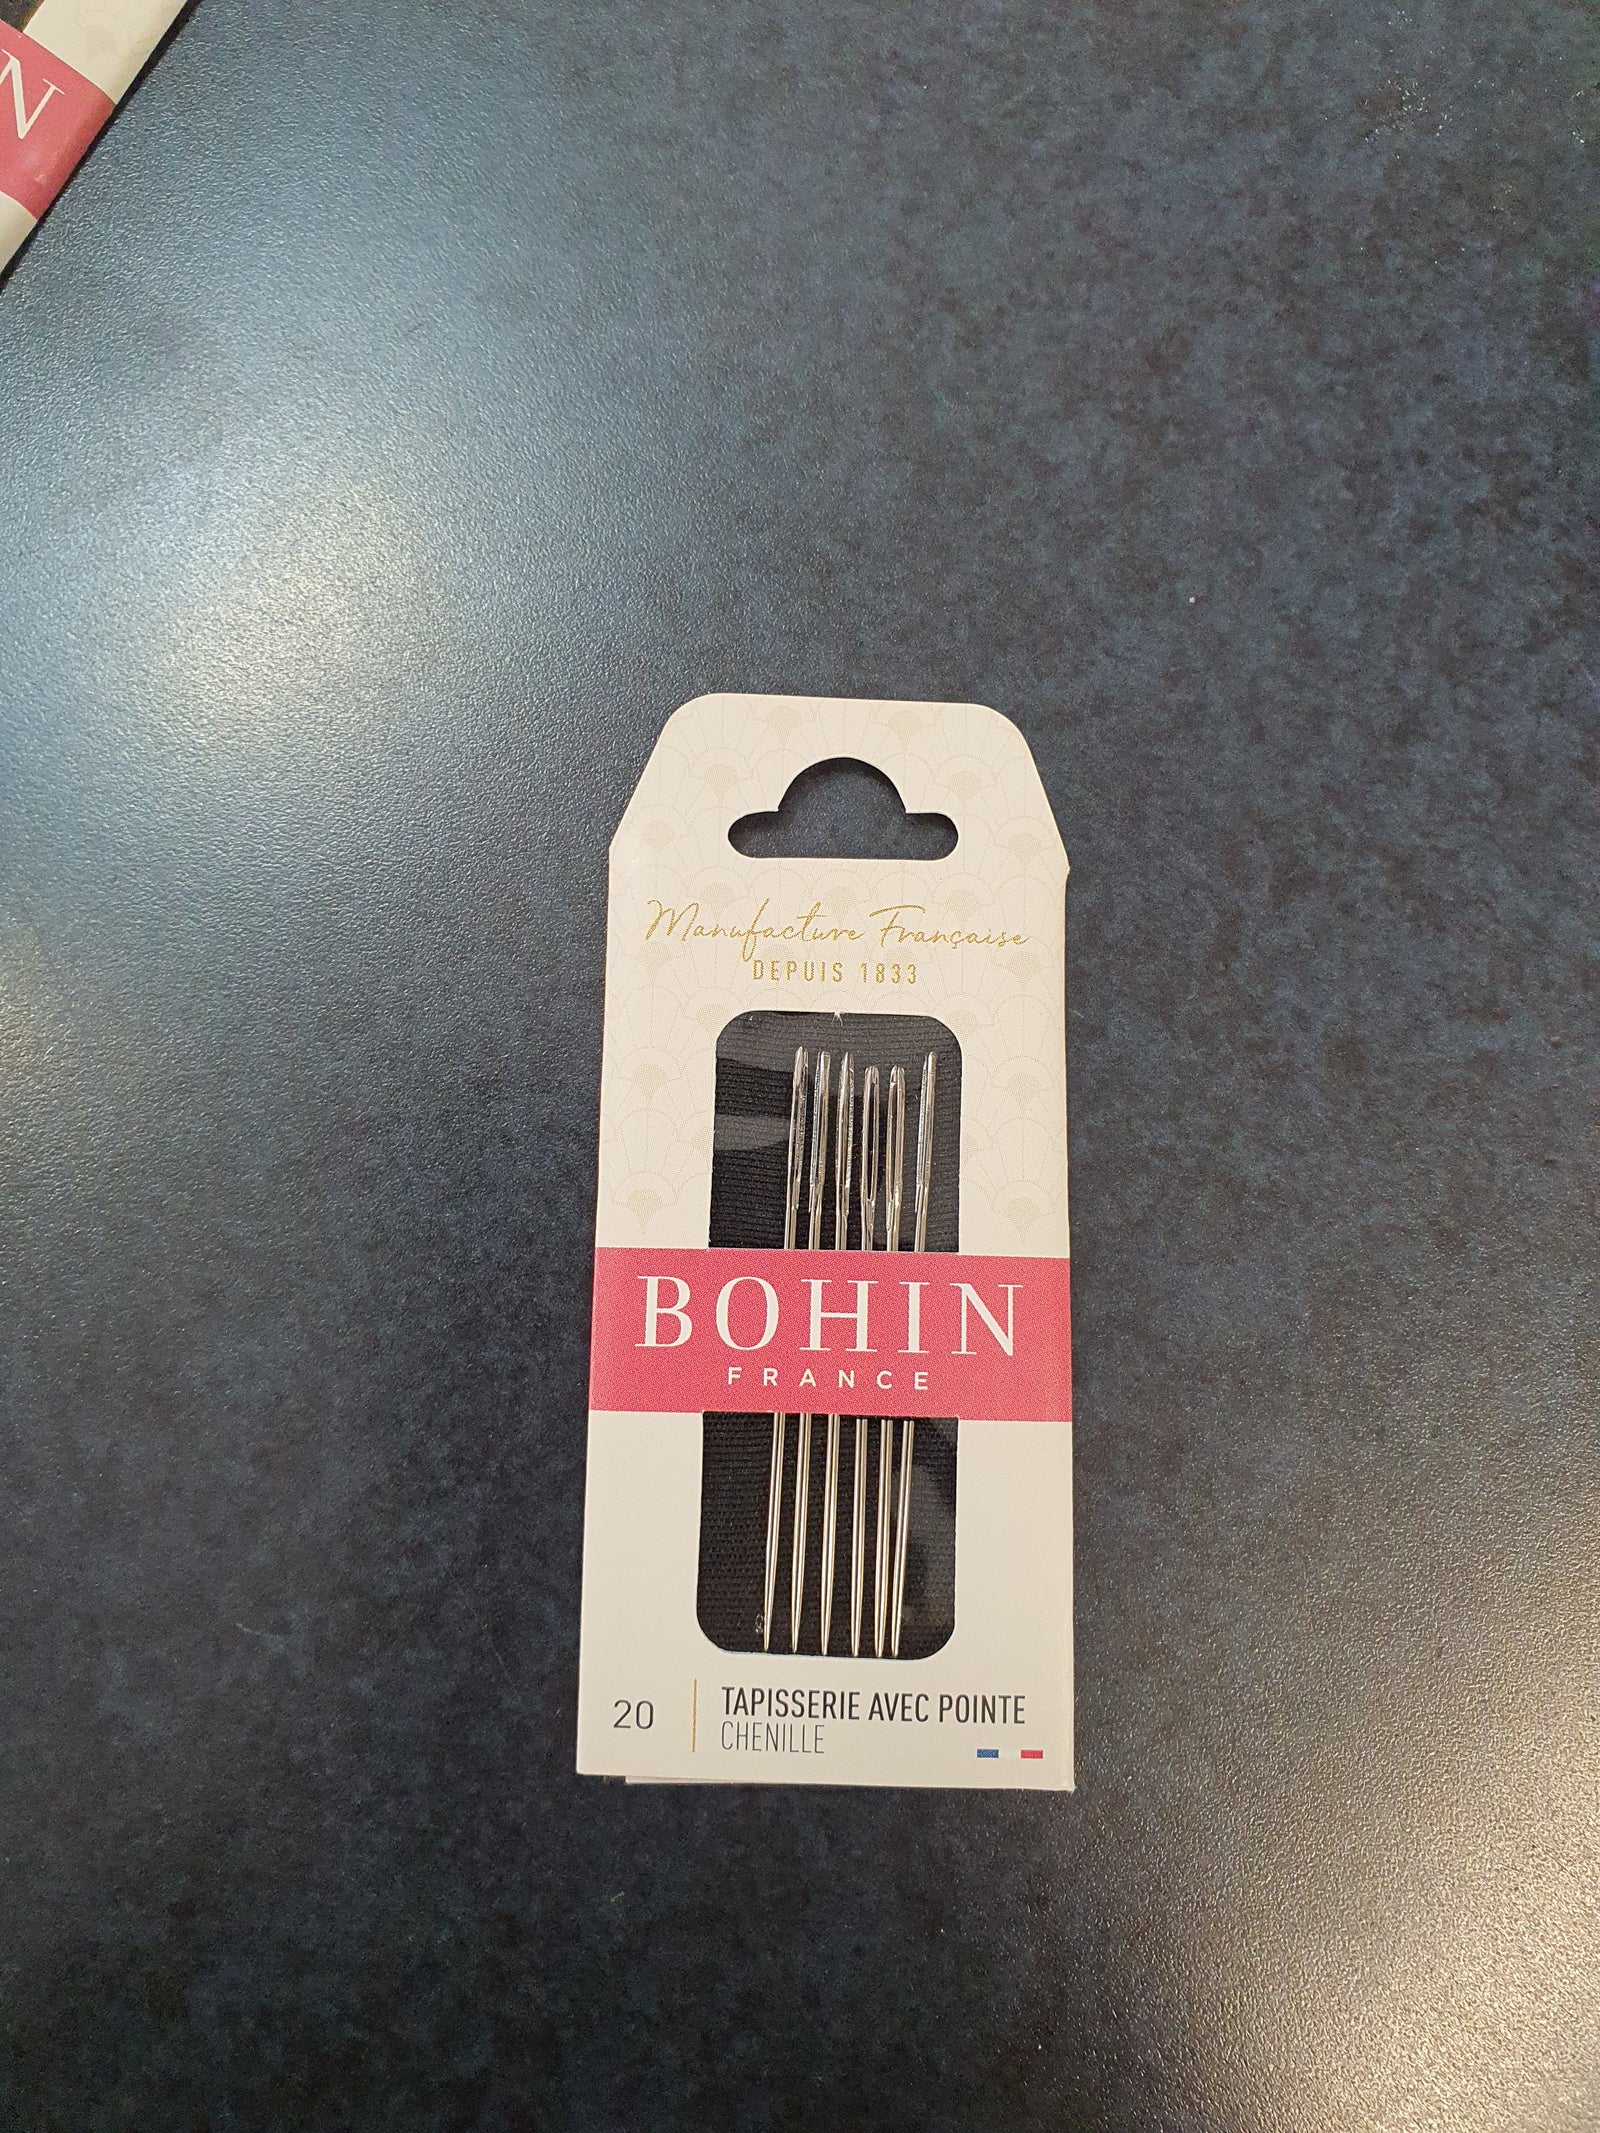 N
Manufacture Française
DEPUIS 1833
BOHIN
FRANCE
20
TAPISSERIE AVEC POINTE
CHENILLE